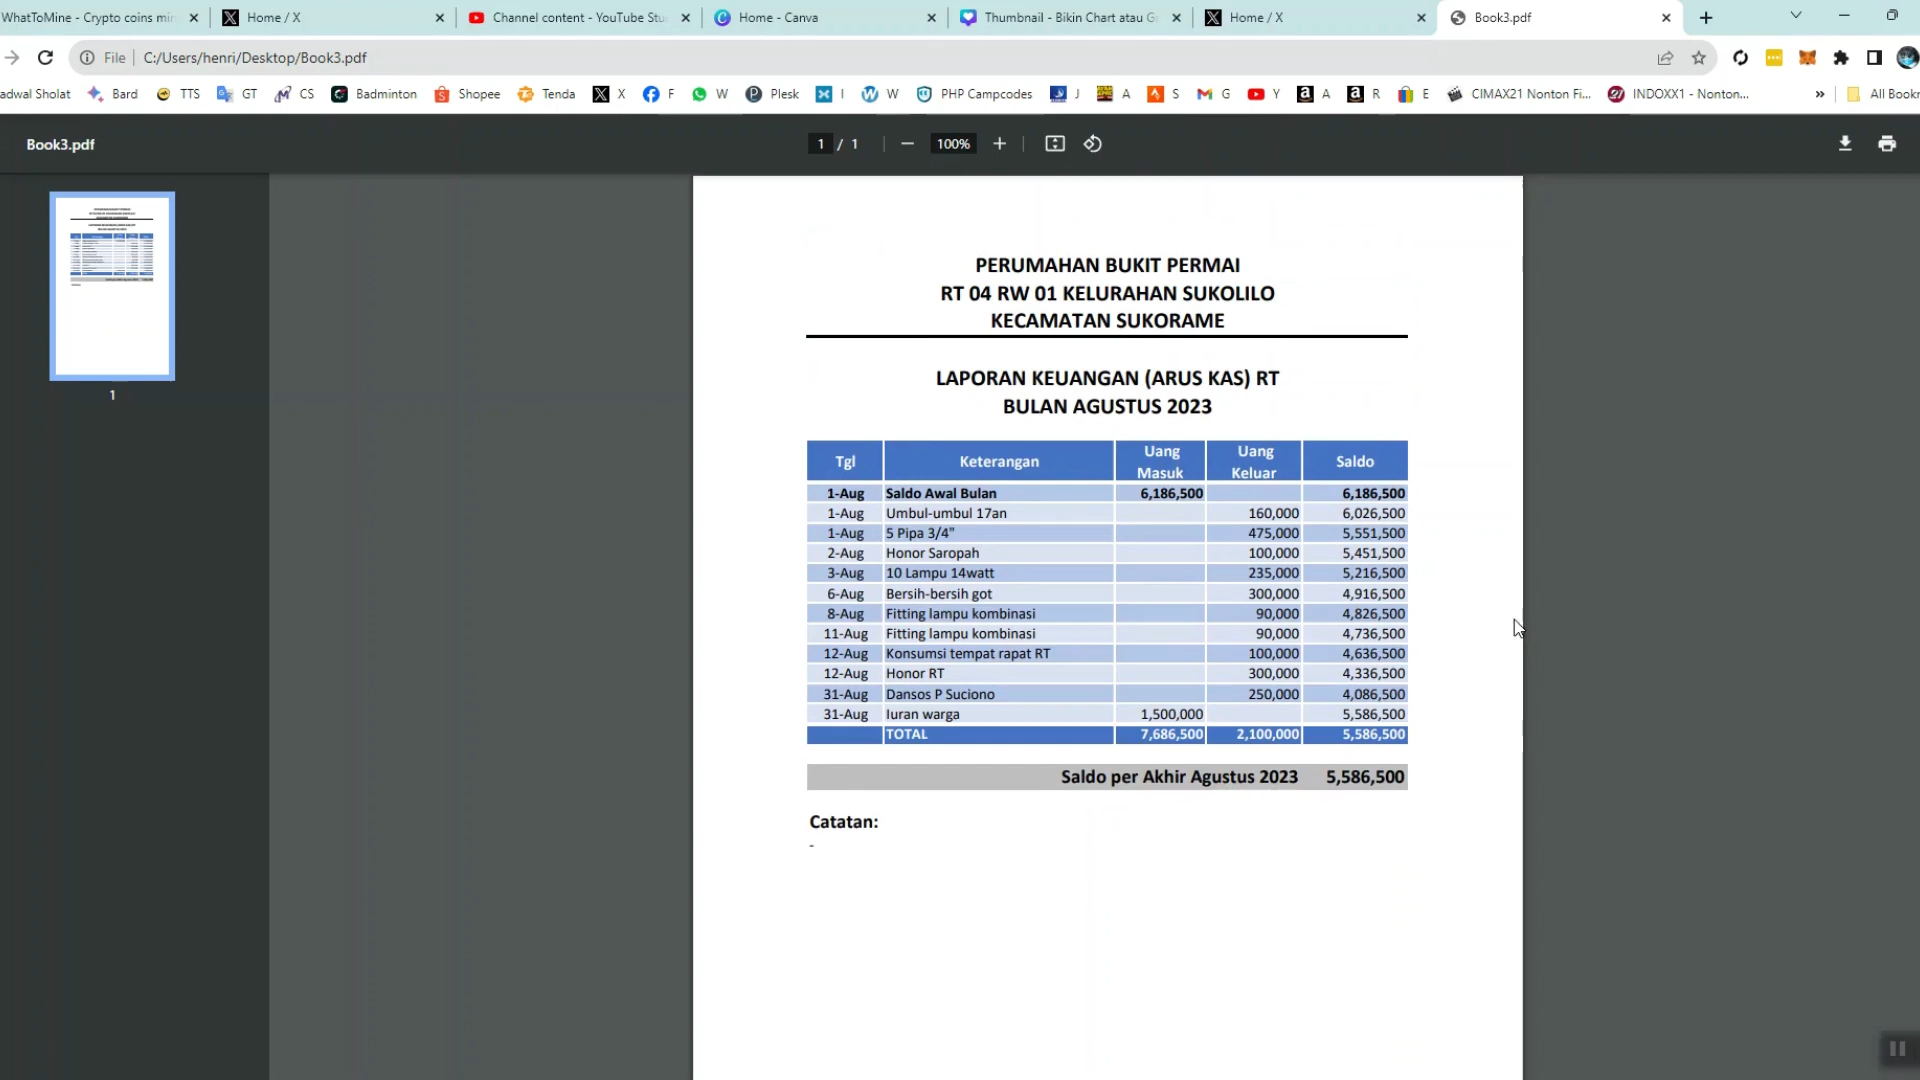 WhatToMine - Crypto coins min
Home / X
Channel content - YouTube Stu
Home - Canva
Thumbnail - Bikin Chart atau G
Home / X
Book3.pdf
File C:/Users/henri/Desktop/Book3.pdf
adwal Sholat Bard TTS GT CS Badminton Shopee Tenda X F W Plesk I W PHP Campcodes J A S G Y A R E CIMAX21 Nonton Fi... INDOXX1 - Nonton... » All Bookr
Book3.pdf 1 / 1 100%
1
PERUMAHAN BUKIT PERMAI
RT 04 RW 01 KELURAHAN SUKOLILO
KECAMATAN SUKORAME
LAPORAN KEUANGAN (ARUS KAS) RT
BULAN AGUSTUS 2023
Tgl Keterangan Uang Masuk Uang Keluar Saldo
1-Aug Saldo Awal Bulan 6,186,500 6,186,500
1-Aug Umbul-umbul 17an 160,000 6,026,500
1-Aug 5 Pipa 3/4" 475,000 5,551,500
2-Aug Honor Saropah 100,000 5,451,500
3-Aug 10 Lampu 14watt 235,000 5,216,500
6-Aug Bersih-bersih got 300,000 4,916,500
8-Aug Fitting lampu kombinasi 90,000 4,826,500
11-Aug Fitting lampu kombinasi 90,000 4,736,500
12-Aug Konsumsi tempat rapat RT 100,000 4,636,500
12-Aug Honor RT 300,000 4,336,500
31-Aug Dansos P Suciono 250,000 4,086,500
31-Aug Iuran warga 1,500,000 5,586,500
TOTAL 7,686,500 2,100,000 5,586,500
Saldo per Akhir Agustus 2023 5,586,500
Catatan:
-